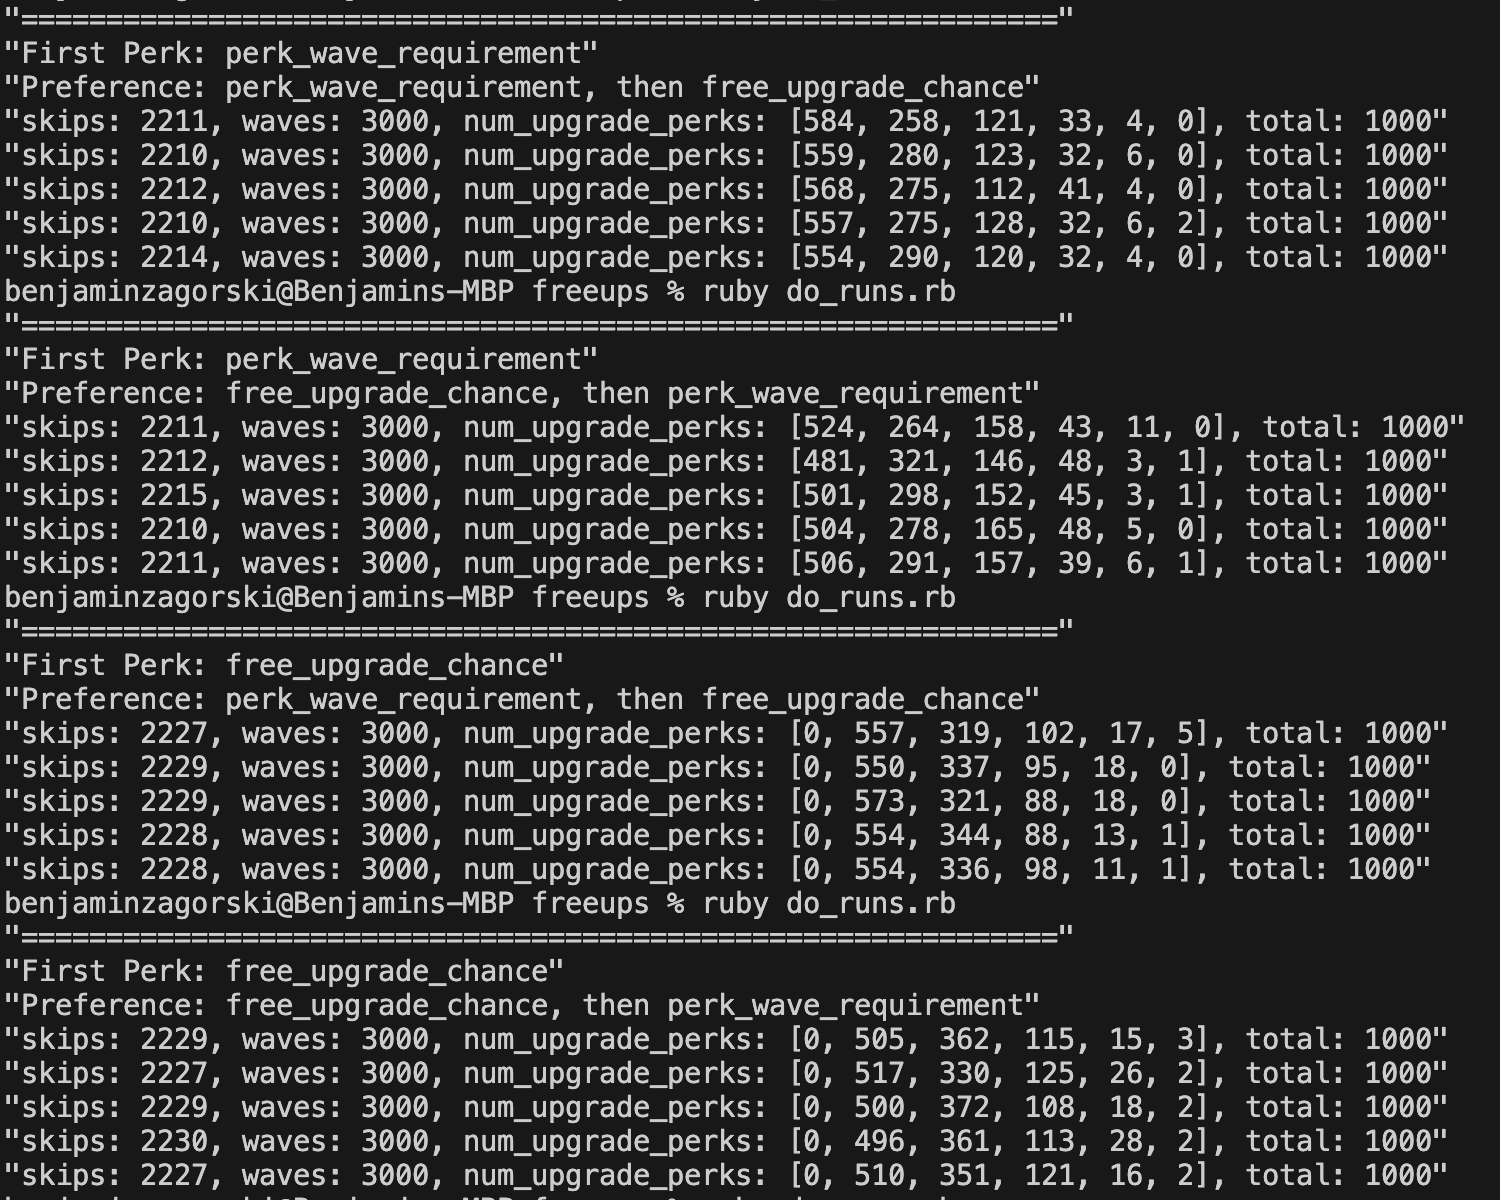 "============================================================="
"First Perk: perk_wave_requirement"
"Preference: perk_wave_requirement, then free_upgrade_chance"
"skips: 2211, waves: 3000, num_upgrade_perks: [584, 258, 121, 33, 4, 0], total: 1000"
"skips: 2210, waves: 3000, num_upgrade_perks: [559, 280, 123, 32, 6, 0], total: 1000"
"skips: 2212, waves: 3000, num_upgrade_perks: [568, 275, 112, 41, 4, 0], total: 1000"
"skips: 2210, waves: 3000, num_upgrade_perks: [557, 275, 128, 32, 6, 2], total: 1000"
"skips: 2214, waves: 3000, num_upgrade_perks: [554, 290, 120, 32, 4, 0], total: 1000"
benjaminzagorski@Benjamins-MBP freeups % ruby do_runs.rb
"============================================================="
"First Perk: perk_wave_requirement"
"Preference: free_upgrade_chance, then perk_wave_requirement"
"skips: 2211, waves: 3000, num_upgrade_perks: [524, 264, 158, 43, 11, 0], total: 1000"
"skips: 2212, waves: 3000, num_upgrade_perks: [481, 321, 146, 48, 3, 1], total: 1000"
"skips: 2215, waves: 3000, num_upgrade_perks: [501, 298, 152, 45, 3, 1], total: 1000"
"skips: 2210, waves: 3000, num_upgrade_perks: [504, 278, 165, 48, 5, 0], total: 1000"
"skips: 2211, waves: 3000, num_upgrade_perks: [506, 291, 157, 39, 6, 1], total: 1000"
benjaminzagorski@Benjamins-MBP freeups % ruby do_runs.rb
"============================================================="
"First Perk: free_upgrade_chance"
"Preference: perk_wave_requirement, then free_upgrade_chance"
"skips: 2227, waves: 3000, num_upgrade_perks: [0, 557, 319, 102, 17, 5], total: 1000"
"skips: 2229, waves: 3000, num_upgrade_perks: [0, 550, 337, 95, 18, 0], total: 1000"
"skips: 2229, waves: 3000, num_upgrade_perks: [0, 573, 321, 88, 18, 0], total: 1000"
"skips: 2228, waves: 3000, num_upgrade_perks: [0, 554, 344, 88, 13, 1], total: 1000"
"skips: 2228, waves: 3000, num_upgrade_perks: [0, 554, 336, 98, 11, 1], total: 1000"
benjaminzagorski@Benjamins-MBP freeups % ruby do_runs.rb
"============================================================="
"First Perk: free_upgrade_chance"
"Preference: free_upgrade_chance, then perk_wave_requirement"
"skips: 2229, waves: 3000, num_upgrade_perks: [0, 505, 362, 115, 15, 3], total: 1000"
"skips: 2227, waves: 3000, num_upgrade_perks: [0, 517, 330, 125, 26, 2], total: 1000"
"skips: 2229, waves: 3000, num_upgrade_perks: [0, 500, 372, 108, 18, 2], total: 1000"
"skips: 2230, waves: 3000, num_upgrade_perks: [0, 496, 361, 113, 28, 2], total: 1000"
"skips: 2227, waves: 3000, num_upgrade_perks: [0, 510, 351, 121, 16, 2], total: 1000"